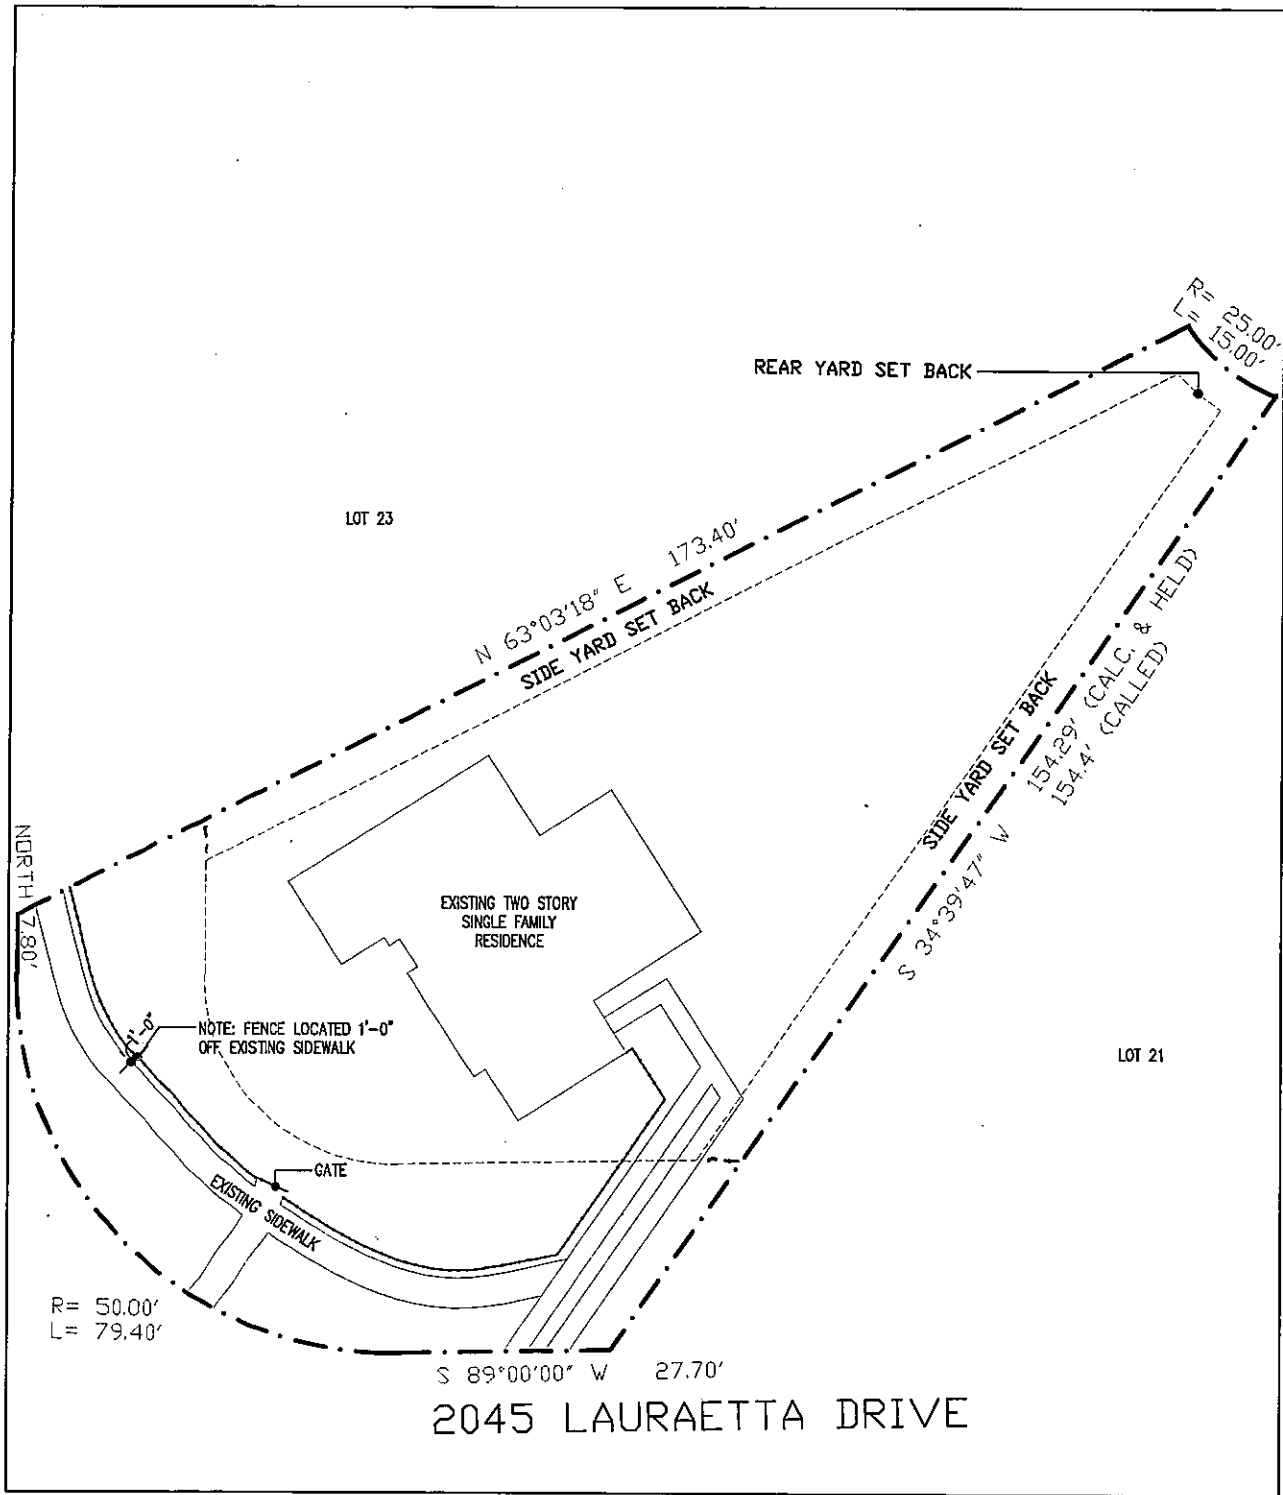 R= 25.00'
L= 15.00'
REAR YARD SET BACK
LOT 23
N 63°03'18" E 173.40'
SIDE YARD SET BACK
SIDE YARD SET BACK
154.29' (CALC. & HELD)
S 34°39'47" W 154.4' (CALLED)
NORTH 7.80'
EXISTING TWO STORY
SINGLE FAMILY
RESIDENCE
1'-0"
NOTE: FENCE LOCATED 1'-0"
OFF EXISTING SIDEWALK
LOT 21
GATE
EXISTING SIDEWALK
R= 50.00'
L= 79.40'
S 89°00'00" W 27.70'
2045 LAURAETTA DRIVE